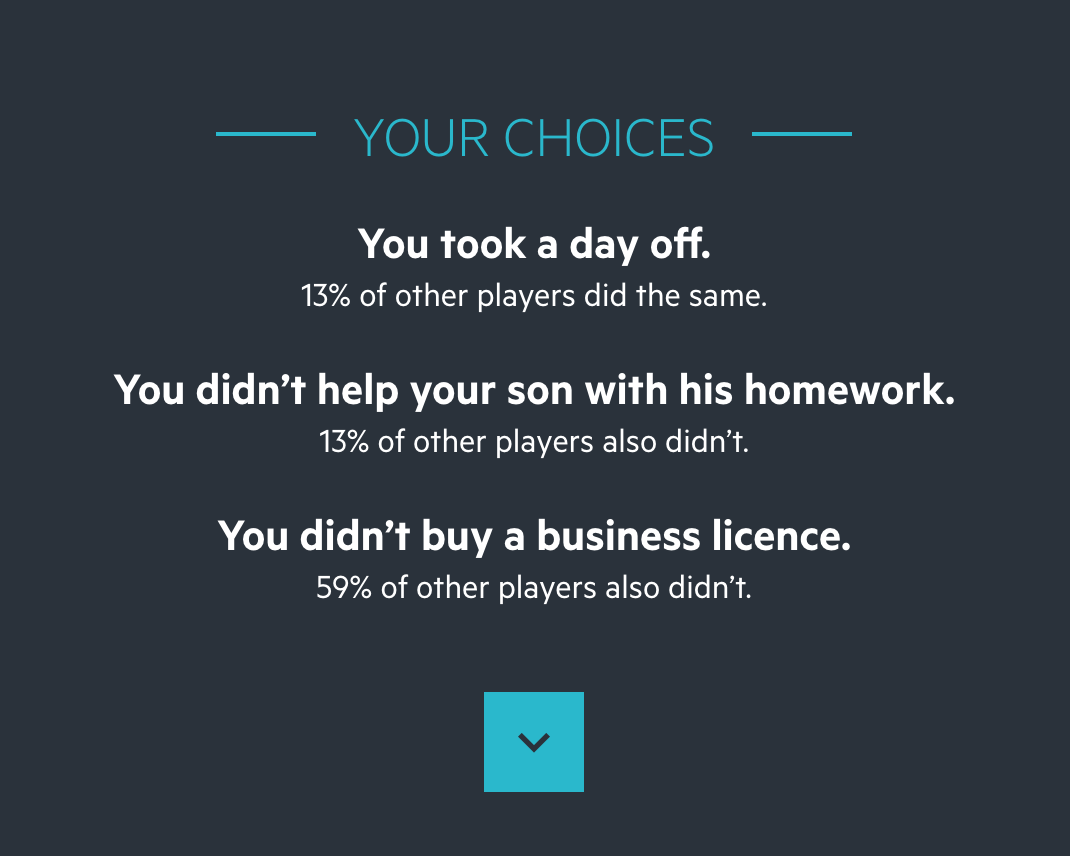 YOUR CHOICES
You took a day off.
13% of other players did the same.
You didn’t help your son with his homework.
13% of other players also didn’t.
You didn’t buy a business licence.
59% of other players also didn’t.